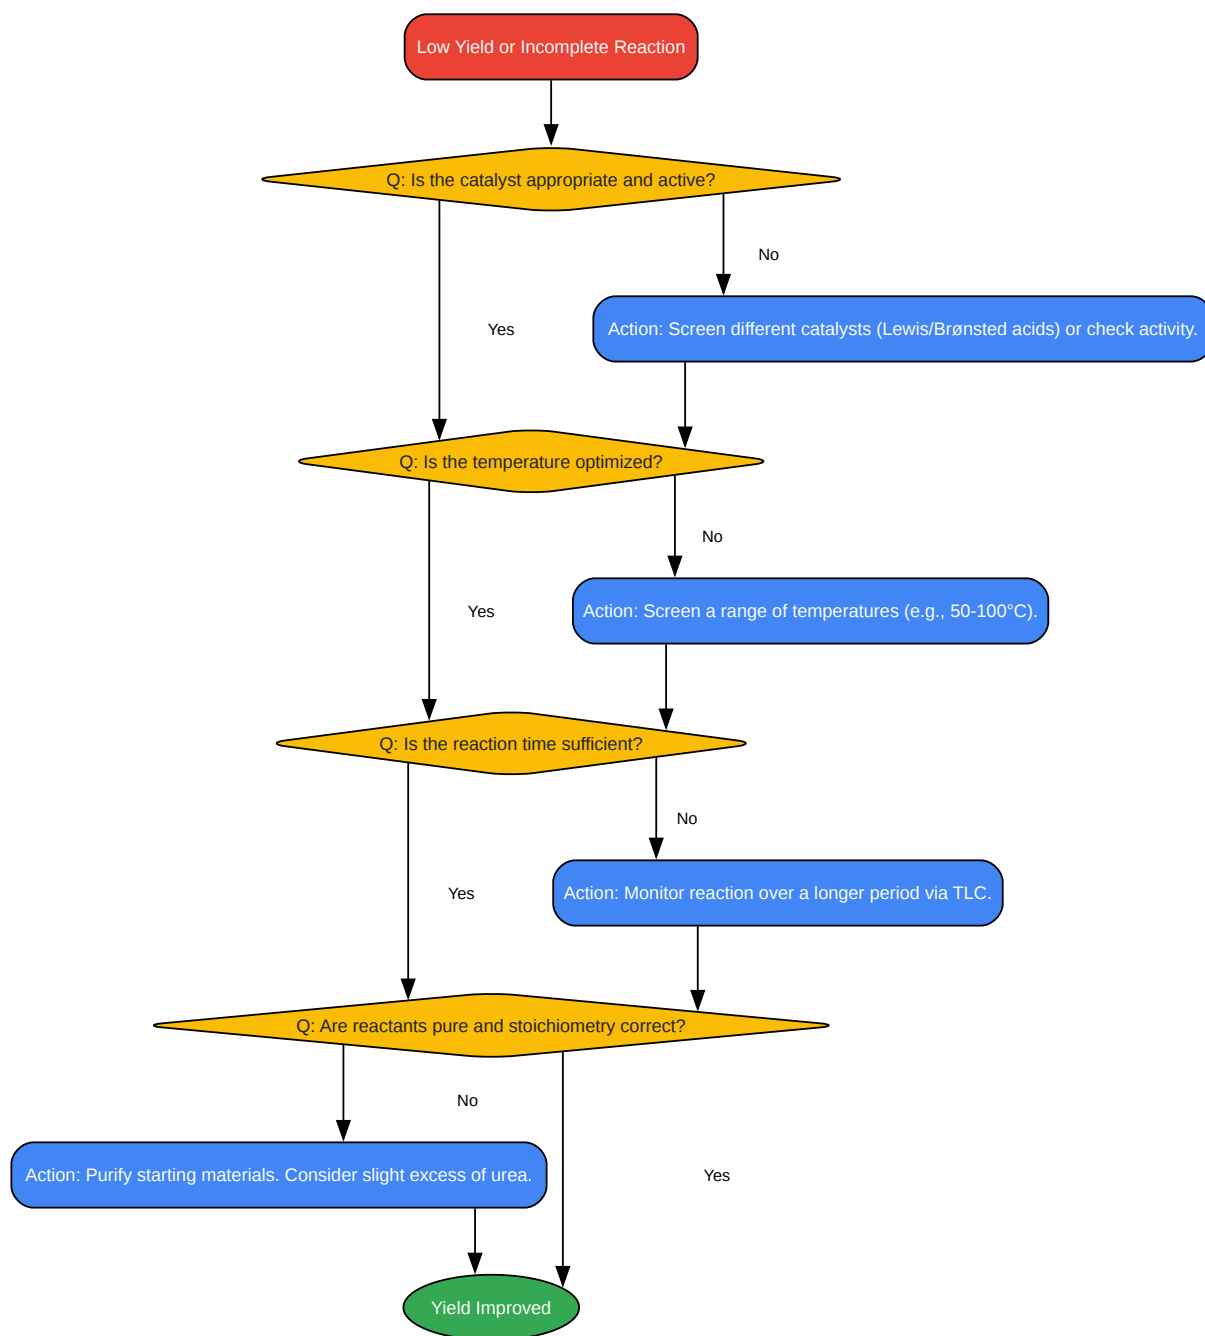 Low Yield or Incomplete Reaction
Q: Is the catalyst appropriate and active?
No
Yes
Action: Screen different catalysts (Lewis/Brønsted acids) or check activity.
Q: Is the temperature optimized?
No
Yes
Action: Screen a range of temperatures (e.g., 50-100°C).
Q: Is the reaction time sufficient?
No
Yes
Action: Monitor reaction over a longer period via TLC.
Q: Are reactants pure and stoichiometry correct?
No
Yes
Action: Purify starting materials. Consider slight excess of urea.
Yield Improved